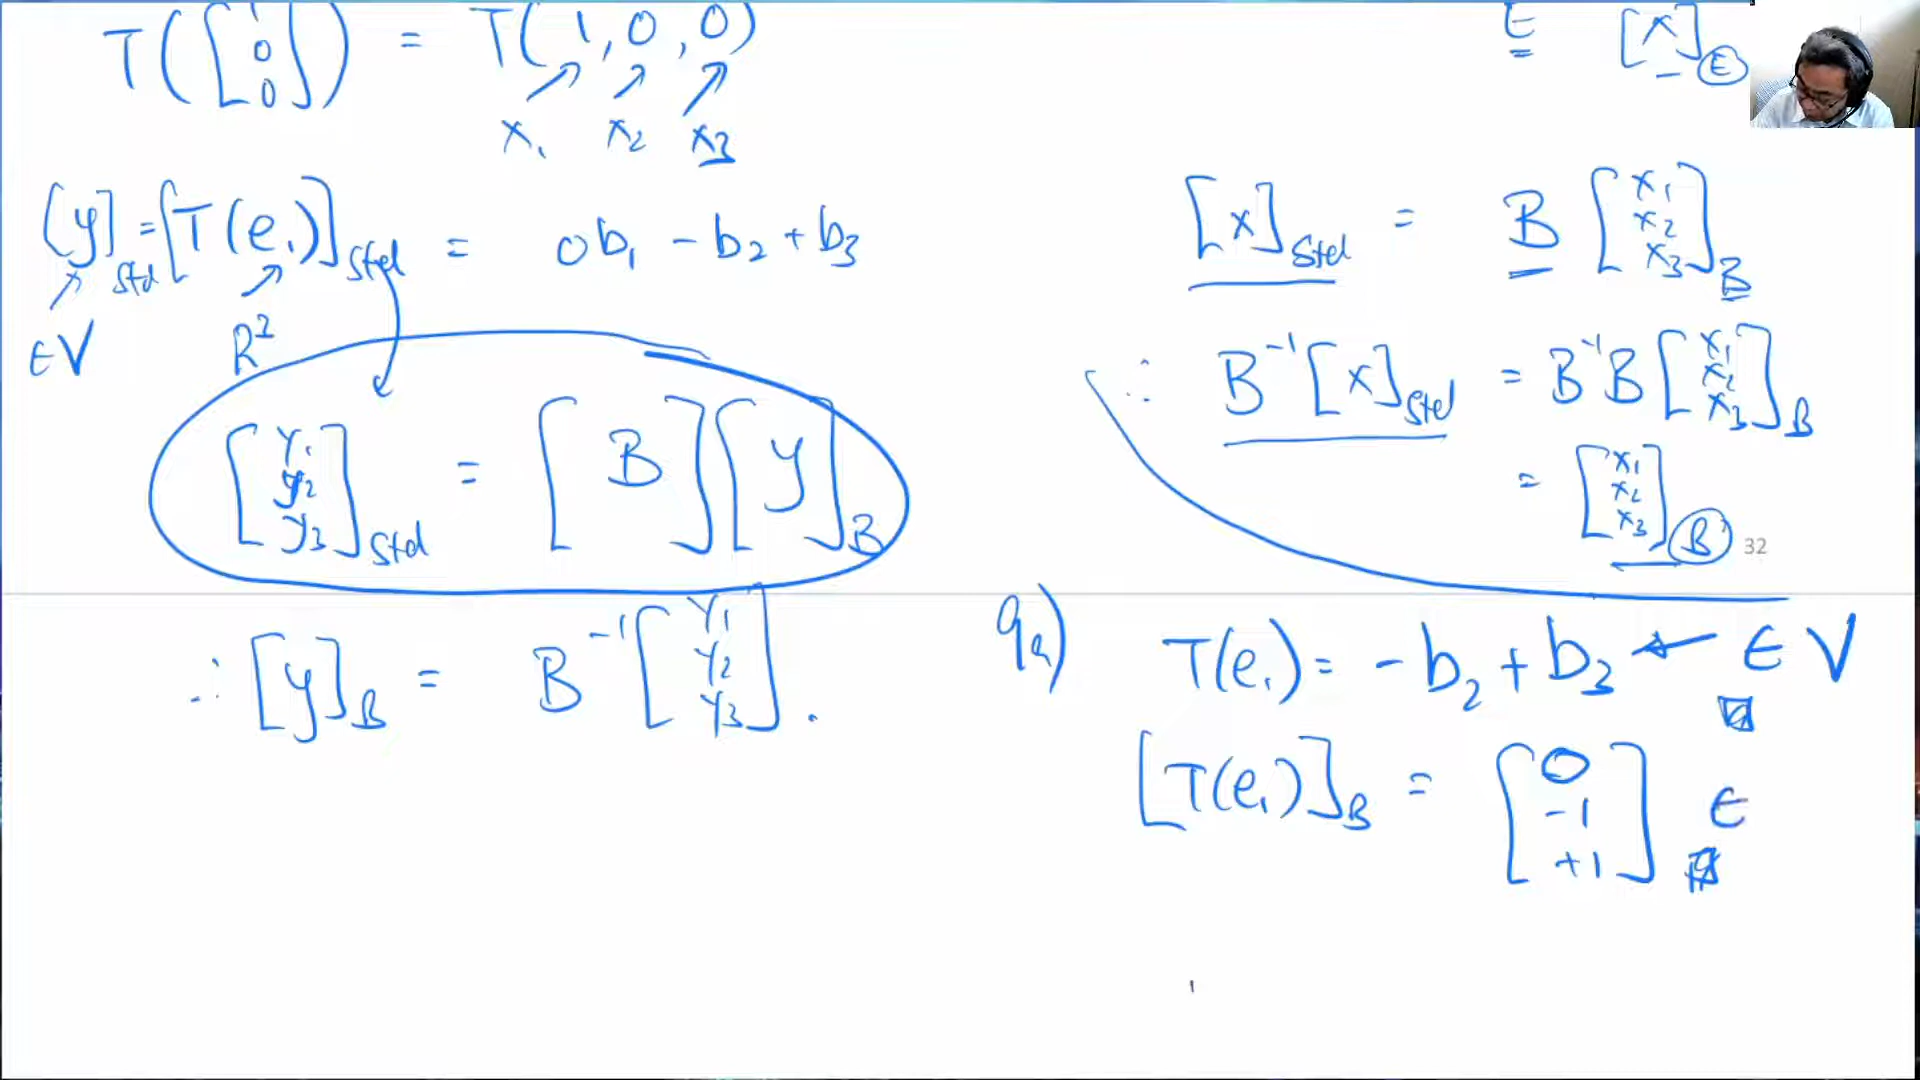 T([1 0 0]) = T(1,0,0)
x1 x2 x3
[y]Std = [T(e1)]Std = 0b1 - b2 + b3
∈V
[y1 y2 y3]Std = [B][y]B
∴ [y]B = B⁻¹[y1 y2 y3].
E [x]E
[x]Std = B[x1 x2 x3]B
∴ B⁻¹[x]Std = B⁻¹B[x1 x2 x3]B
= [x1 x2 x3]B
32
T(e1) = -b2 + b3 ← ∈ V
[T(e1)]B = [0 -1 +1] ∈